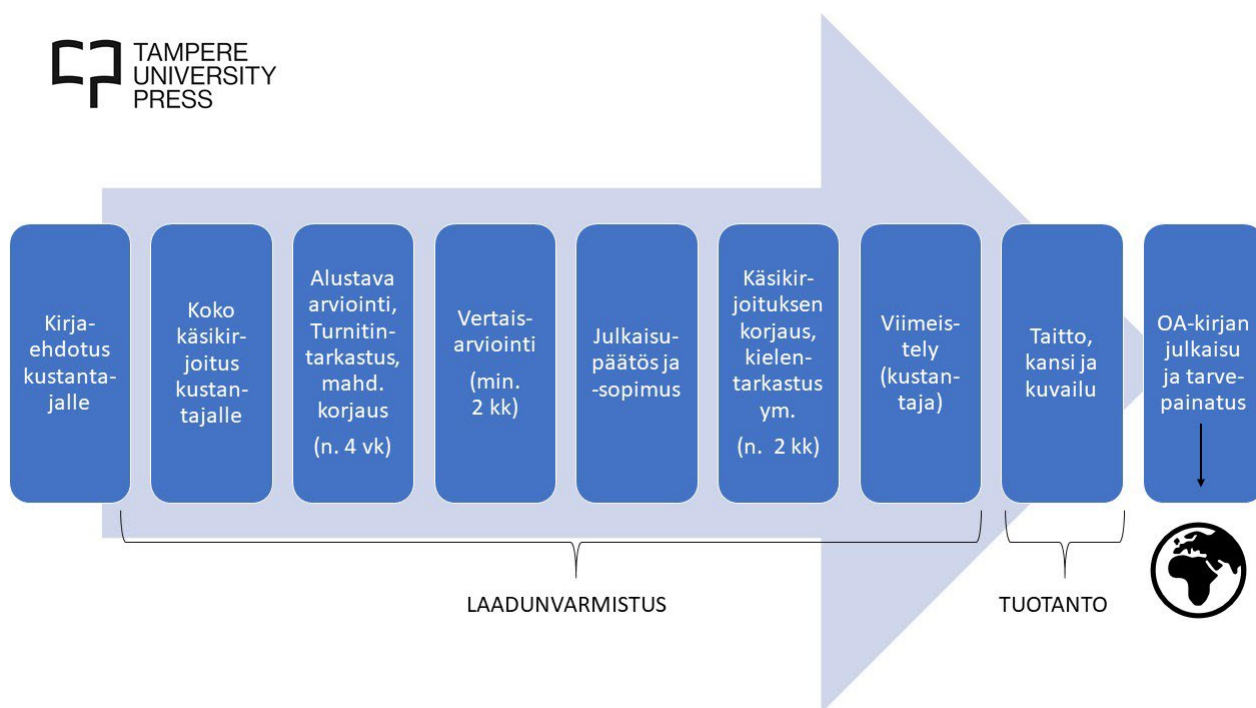 TAMPERE
UNIVERSITY
PRESS
Kirja-
ehdotus
kustanta-
jalle
Koko
käsikir-
joitus
kustan-
tajalle
Alustava
arviointi,
Turnitin-
tarkastus,
mahd.
korjaus
(n. 4 vk)
Vertais-
arviointi
(min.
2 kk)
Julkaisu-
päätös ja
-sopimus
Käsikir-
joituksen
korjaus,
kielen-
tarkastus
ym.
(n. 2 kk)
Viimeis-
tely
(kustan-
taja)
Taitto,
kansi ja
kuvailu
OA-kirjan
julkaisu
ja tarve-
painatus
LAADUNVARMISTUS
TUOTANTO